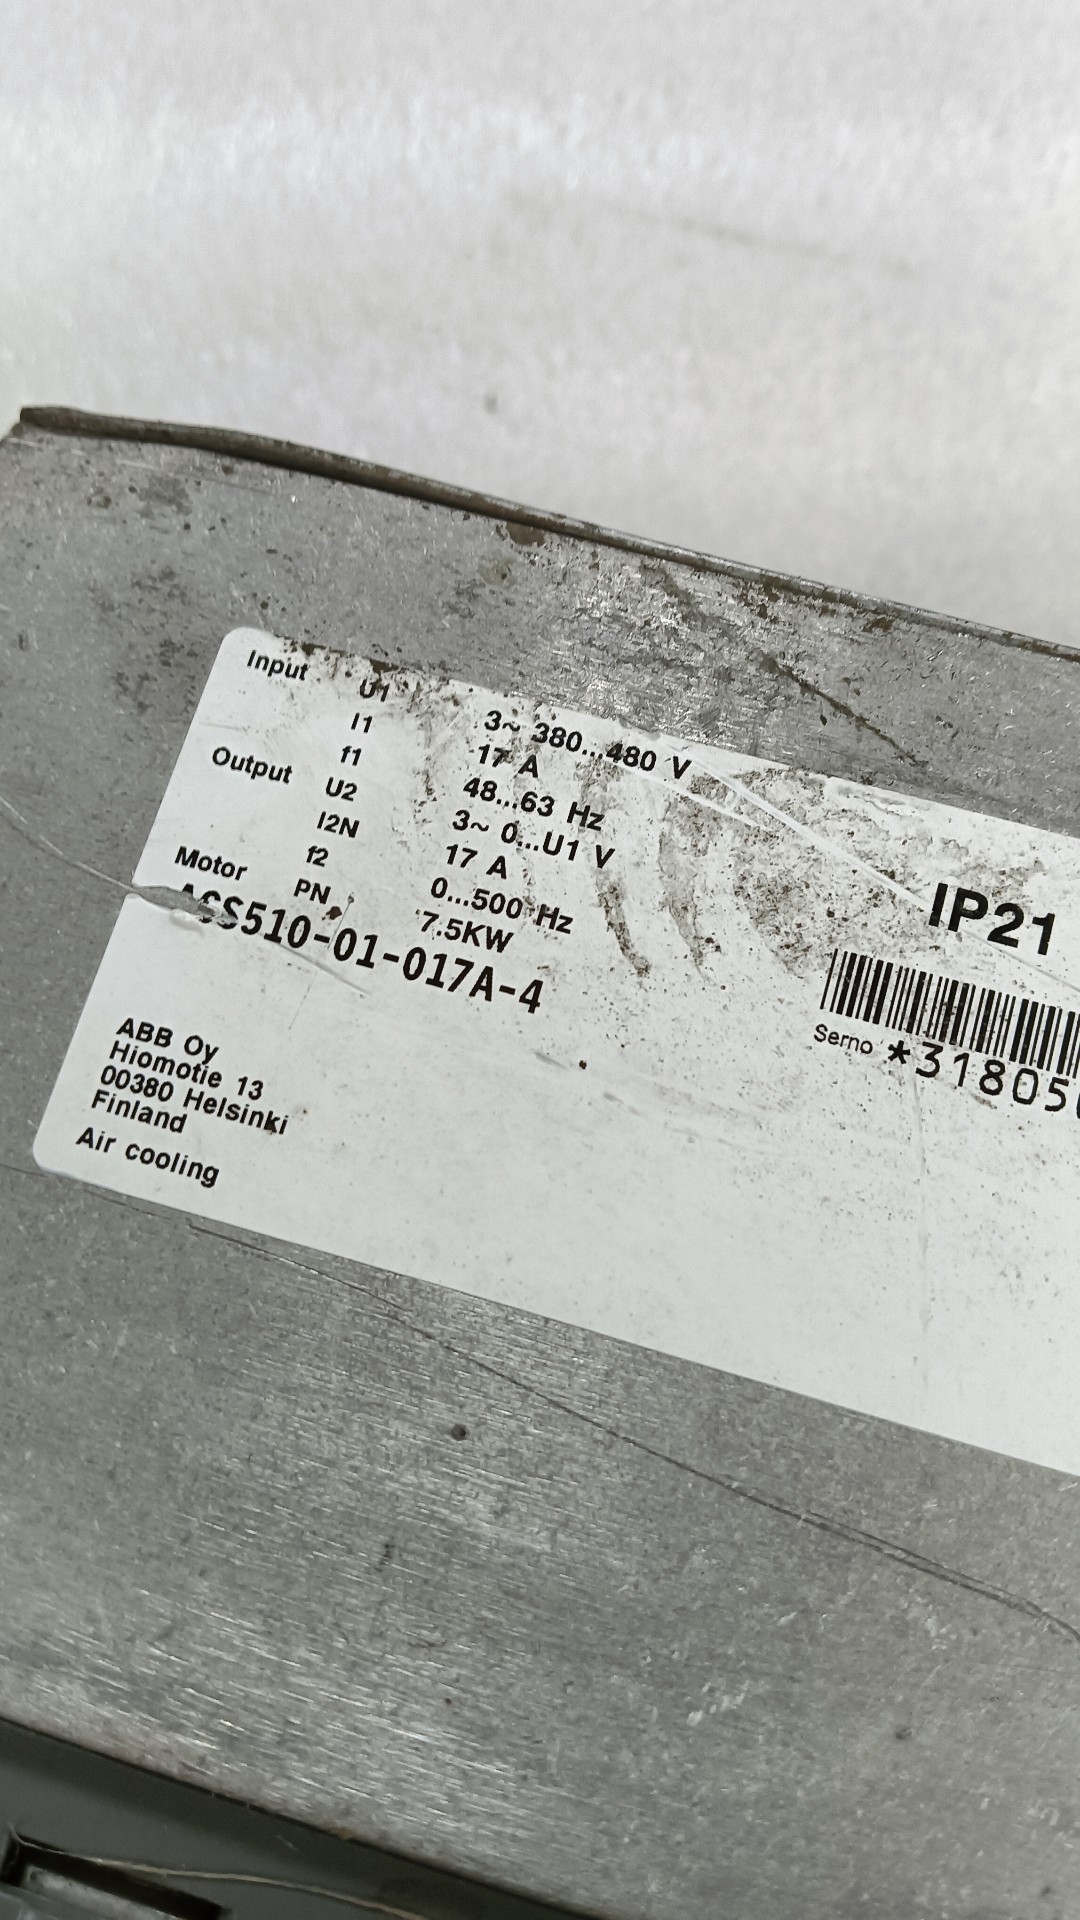 Input U1 3~ 380...480 V
I1 17 A
f1 48...63 Hz
Output U2 3~ 0...U1 V
I2N 17 A
f2 0...500 Hz
Motor PN 7.5KW
ACS510-01-017A-4
IP21
Serno *31805
ABB Oy
Hiomotie 13
00380 Helsinki
Finland
Air cooling